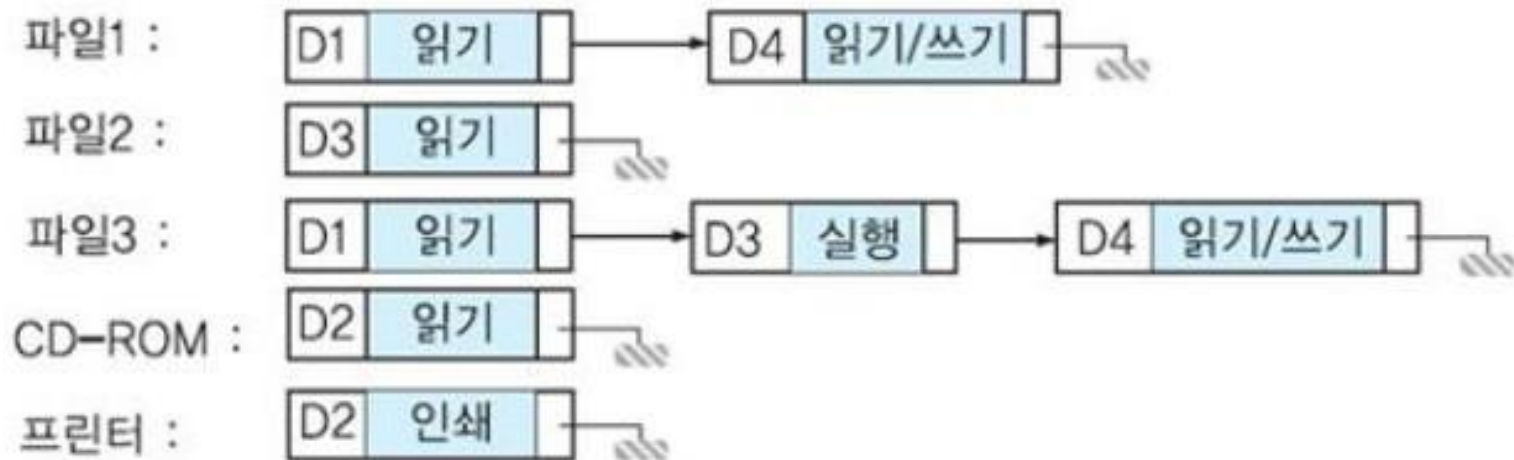 파일1 : D1 읽기 D4 읽기/쓰기
파일2 : D3 읽기
파일3 : D1 읽기 D3 실행 D4 읽기/쓰기
CD-ROM : D2 읽기
프린터 : D2 인쇄